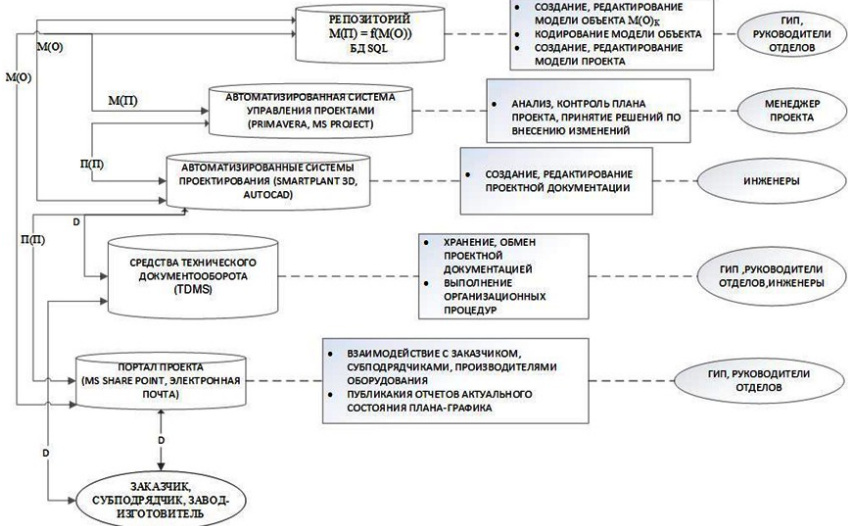 РЕПОЗИТОРИЙ
М(П) = f(М(О))
БД SQL
• СОЗДАНИЕ, РЕДАКТИРОВАНИЕ
МОДЕЛИ ОБЪЕКТА М(О)К
• КОДИРОВАНИЕ МОДЕЛИ ОБЪЕКТА
• СОЗДАНИЕ, РЕДАКТИРОВАНИЕ
МОДЕЛИ ПРОЕКТА
ГИП,
РУКОВОДИТЕЛИ
ОТДЕЛОВ
М(О)
М(О)
М(П)
АВТОМАТИЗИРОВАННАЯ СИСТЕМА
УПРАВЛЕНИЯ ПРОЕКТАМИ
(PRIMAVERA, MS PROJECT)
• АНАЛИЗ, КОНТРОЛЬ ПЛАНА
ПРОЕКТА, ПРИНЯТИЕ РЕШЕНИЙ ПО
ВНЕСЕНИЮ ИЗМЕНЕНИЙ
МЕНЕДЖЕР
ПРОЕКТА
П(П)
АВТОМАТИЗИРОВАННЫЕ СИСТЕМЫ
ПРОЕКТИРОВАНИЯ (SMARTPLANT 3D,
AUTOCAD)
• СОЗДАНИЕ, РЕДАКТИРОВАНИЕ
ПРОЕКТНОЙ ДОКУМЕНТАЦИИ
ИНЖЕНЕРЫ
D
П(П)
СРЕДСТВА ТЕХНИЧЕСКОГО
ДОКУМЕНТООБОРОТА
(TDMS)
• ХРАНЕНИЕ, ОБМЕН
ПРОЕКТНОЙ
ДОКУМЕНТАЦИЕЙ
• ВЫПОЛНЕНИЕ
ОРГАНИЗАЦИОННЫХ
ПРОЦЕДУР
ГИП ,РУКОВОДИТЕЛИ
ОТДЕЛОВ,ИНЖЕНЕРЫ
ПОРТАЛ ПРОЕКТА
(MS SHARE POINT, ЭЛЕКТРОННАЯ
ПОЧТА)
• ВЗАИМОДЕЙСТВИЕ С ЗАКАЗЧИКОМ,
СУБПОДРЯДЧИКАМИ, ПРОИЗВОДИТЕЛЯМИ
ОБОРУДОВАНИЯ
• ПУБЛИКАКИЯ ОТЧЕТОВ АКТУАЛЬНОГО
СОСТОЯНИЯ ПЛАНА-ГРАФИКА
ГИП, РУКОВОДИТЕЛИ
ОТДЕЛОВ
D
D
ЗАКАЗЧИК,
СУБПОДРЯДЧИК, ЗАВОД-
ИЗГОТОВИТЕЛЬ